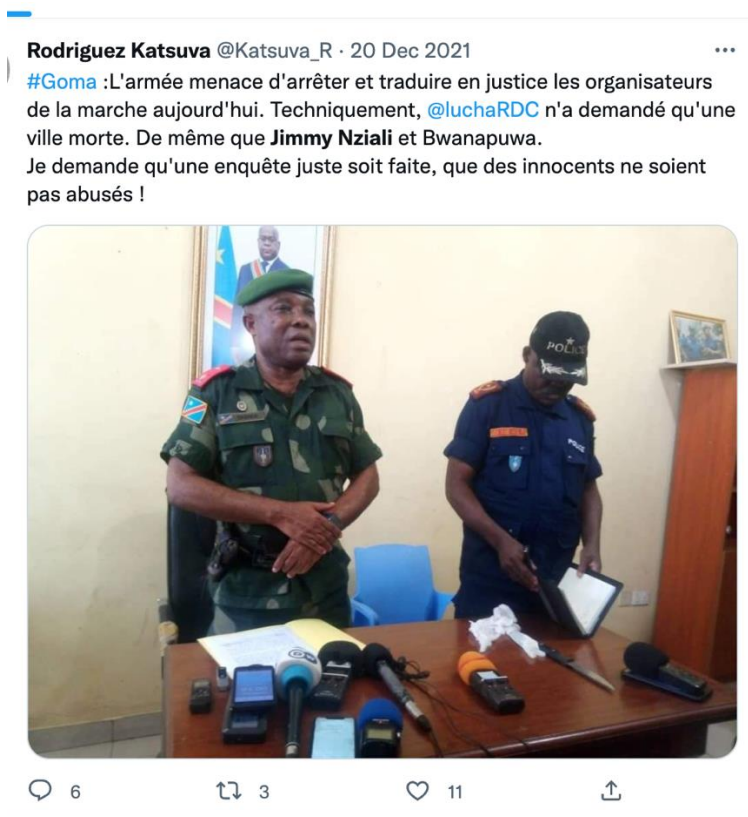 Rodriguez Katsuva @Katsuva_R · 20 Dec 2021
#Goma :L'armée menace d'arrêter et traduire en justice les organisateurs
de la marche aujourd'hui. Techniquement, @luchaRDC n'a demandé qu'une
ville morte. De même que Jimmy Nziali et Bwanapuwa.
Je demande qu'une enquête juste soit faite, que des innocents ne soient
pas abusés !
POLICE
POLICE
6 3 11